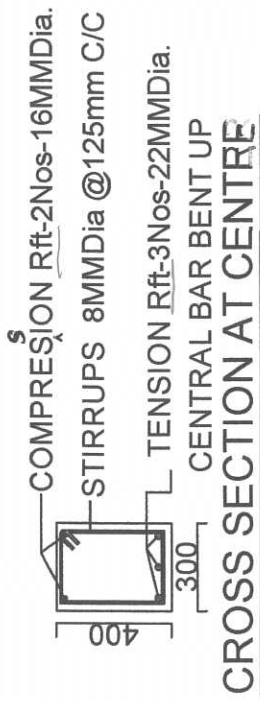 COMPRESION Rft-2Nos-16MMDia.
S
STIRRUPS 8MMDia @125mm C/C
TENSION Rft-3Nos-22MMDia.
CENTRAL BAR BENT UP
400
300
CROSS SECTION AT CENTRE